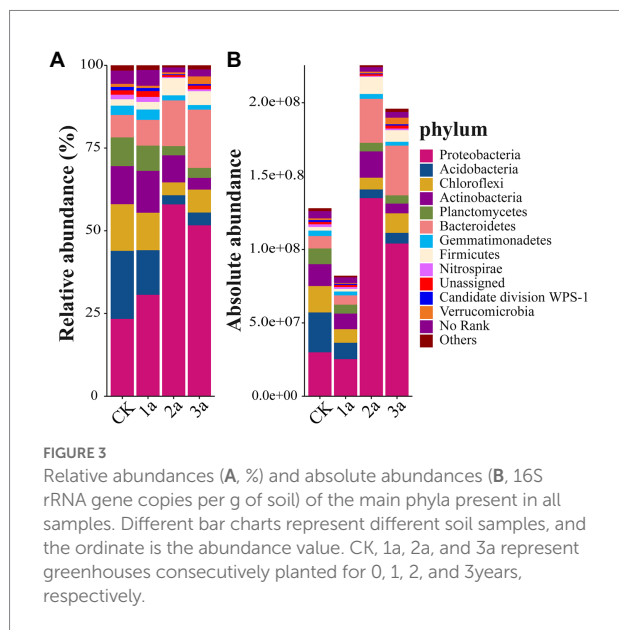 A
B
Relative abundance (%)
100
75
50
25
0
CK
1a
2a
3a
Absolute abundance
2.0e+08
1.5e+0.8
1.0e+08
5.0e+07
0.0e+00
CK
1a
2a
3a
phylum
Proteobacteria
Acidobacteria
Chloroflexi
Actinobacteria
Planctomycetes
Bacteroidetes
Gemmatimonadetes
Firmicutes
Nitrospirae
Unassigned
Candidate division WPS-1
Verrucomicrobia
No Rank
Others
FIGURE 3
Relative abundances (A, %) and absolute abundances (B, 16S
rRNA gene copies per g of soil) of the main phyla present in all
samples. Different bar charts represent different soil samples, and
the ordinate is the abundance value. CK, 1a, 2a, and 3a represent
greenhouses consecutively planted for 0, 1, 2, and 3years,
respectively.